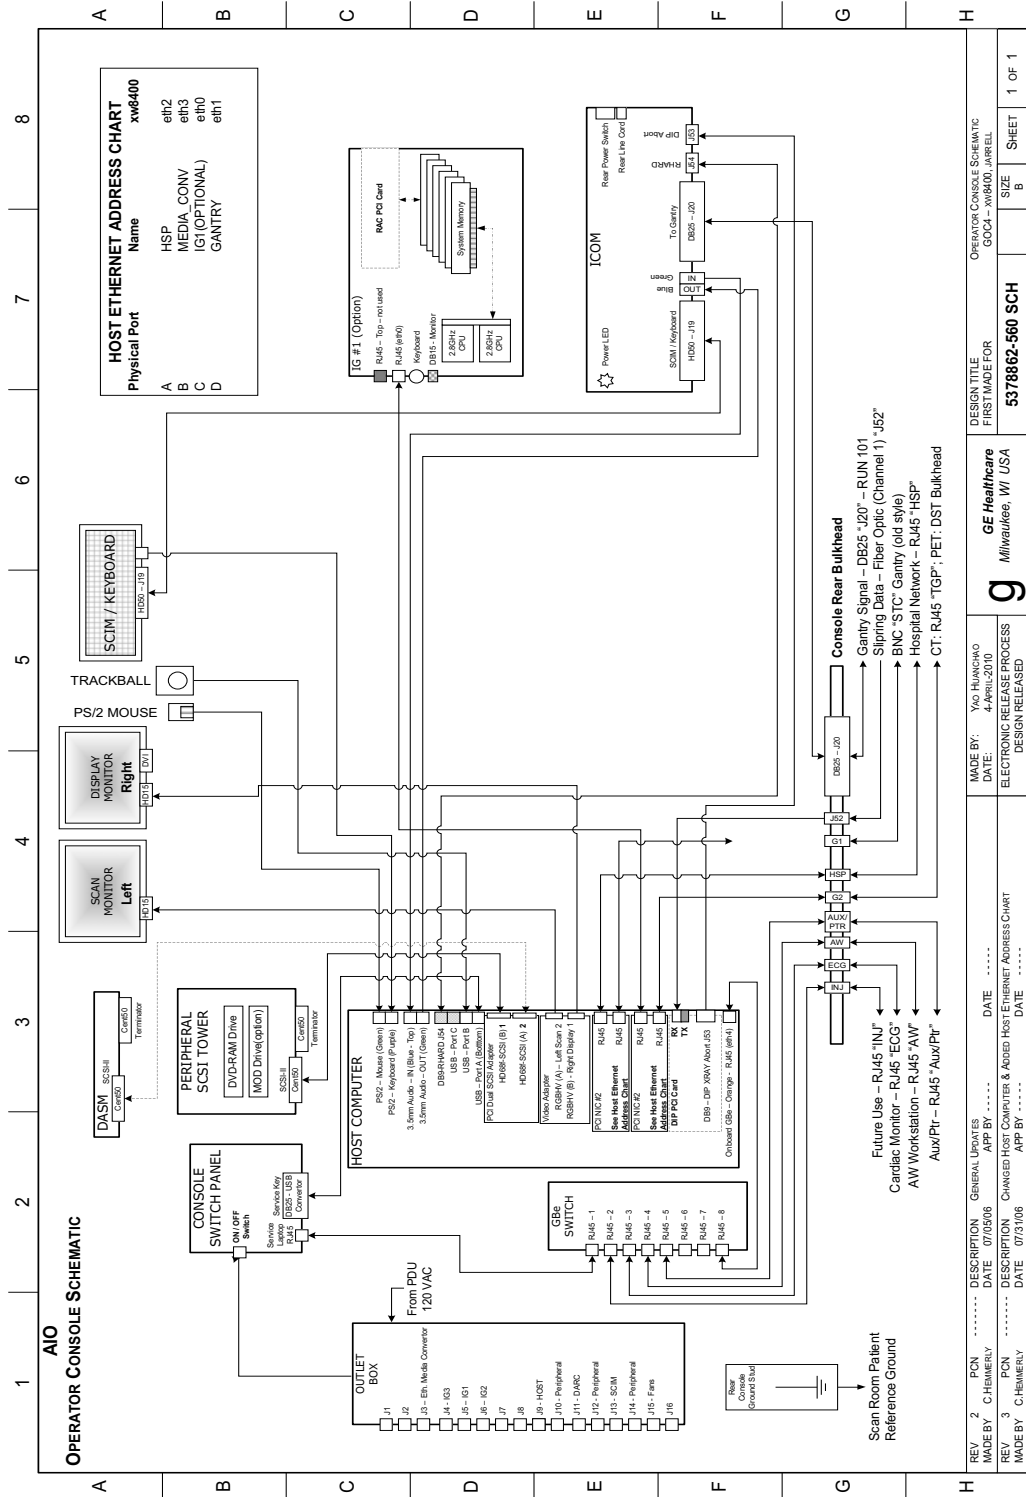 AIO
OPERATOR CONSOLE SCHEMATIC
1
2
3
4
5
6
7
8
A
B
C
D
E
F
G
H
A
B
C
D
E
F
G
H
DASM SCSI-II
Cent50
Cent50
Terminator
SCAN
MONITOR
Left
HD15
DISPLAY
MONITOR
Right
HD15
DVI
PS/2 MOUSE
TRACKBALL
SCIM / KEYBOARD
HD50 – J19
HOST ETHERNET ADDRESS CHART
Physical Port Name xw8400
A HSP eth2
B MEDIA_CONV eth3
C IG1(OPTIONAL) eth0
D GANTRY eth1
CONSOLE
SWITCH PANEL
ON / OFF
Switch
Service
Laptop
RJ45
Service Key
DB25 - USB
Convertor
PERIPHERAL
SCSI TOWER
DVD-RAM Drive
MOD Drive(option)
SCSI-II
Cent50
Cent50
Terminator
OUTLET
BOX
From PDU
120 VAC
J1
J2
J3 – Eth. Media Convertor
J4 - IG3
J5 – IG1
J6 – IG2
J7
J8
J9 - HOST
J10 - Peripheral
J11 - DARC
J12 - Peripheral
J13 - SCIM
J14 - Peripheral
J15 - Fans
J16
HOST COMPUTER
PS/2 – Mouse (Green)
PS/2 – Keyboard (Purple)
3.5mm Audio – IN (Blue - Top)
3.5mm Audio – OUT (Green)
DB9-RHARD J54
USB – Port C
USB – Port B
USB – Port A (Bottom)
PCI Dual SCSI Adapter
HD68-SCSI (B) 1
HD68-SCSI (A) 2
Video Adapter
RGBHV (A) – Left Scan 2
RGBHV (B) - Right Display 1
PCI NIC #2
RJ45
See Host Ethernet
Address Chart
RJ45
PCI NIC #2
RJ45
See Host Ethernet
Address Chart
RJ45
DIP PCI Card
RX
TX
DB9 – DIP XRAY Abort J53
Onboard GBe – Orange - RJ45 (eth4)
IG #1 (Option)
RJ45 – Top – not used
RJ45 (eth0)
Keyboard
DB15 - Monitor
RAC PCI Card
System Memory
2.8GHz
CPU
2.8GHz
CPU
GBe
SWITCH
RJ45 – 1
RJ45 – 2
RJ45 – 3
RJ45 – 4
RJ45 – 5
RJ45 – 6
RJ45 – 7
RJ45 – 8
ICOM
Power LED
Rear Power Switch
Rear Line Cord
SCIM / Keyboard
HD50 – J19
Blue
OUT
Green
IN
To Gantry
DB25 – J20
RHARD
J54
DIP Abort
J53
Rear
Console
Ground Stud
Scan Room Patient
Reference Ground
Console Rear Bulkhead
INJ
ECG
AW
AUX/
PTR
G2
HSP
G1
J52
DB25 – J20
Future Use – RJ45 "INJ"
Cardiac Monitor – RJ45 "ECG"
AW Workstation – RJ45 "AW"
Aux/Ptr – RJ45 "Aux/Ptr"
Gantry Signal – DB25 "J20" – RUN 101
Slipring Data – Fiber Optic (Channel 1) "J52"
BNC "STC" Gantry (old style)
Hospital Network – RJ45 "HSP"
CT: RJ45 "TGP"; PET: DST Bulkhead
REV 2 PCN ------- DESCRIPTION GENERAL UPDATES
MADE BY C.HEMMERLY DATE 07/05/06 APP BY ----- DATE -----
REV 3 PCN ------- DESCRIPTION CHANGED HOST COMPUTER & ADDED HOST ETHERNET ADDRESS CHART
MADE BY C.HEMMERLY DATE 07/31/06 APP BY ----- DATE -----
MADE BY: YAO HUANCHAO
DATE: 4-APRIL-2010
ELECTRONIC RELEASE PROCESS
DESIGN RELEASED
g GE Healthcare
Milwaukee, WI USA
DESIGN TITLE OPERATOR CONSOLE SCHEMATIC
FIRST MADE FOR GOC4 – xw8400, JARRELL
5378862-560 SCH
SIZE
B
SHEET 1 OF 1